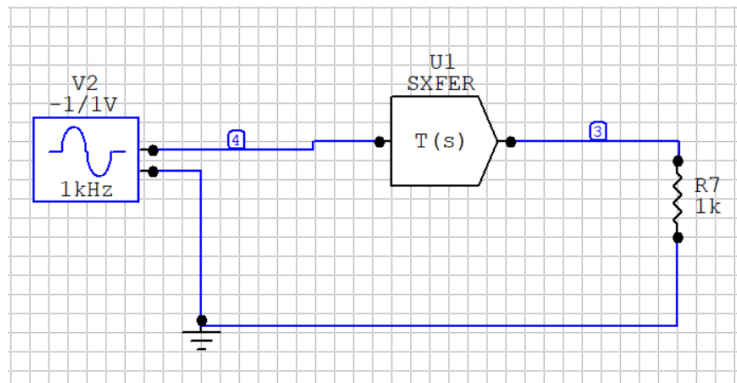 V2
-1/1V
1kHz
4
U1
SXFER
T(s)
3
R7
1k